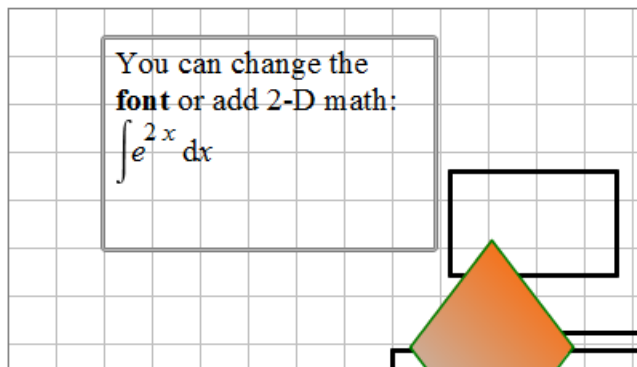 You can change the
font or add 2-D math:
∫e^{2x} dx